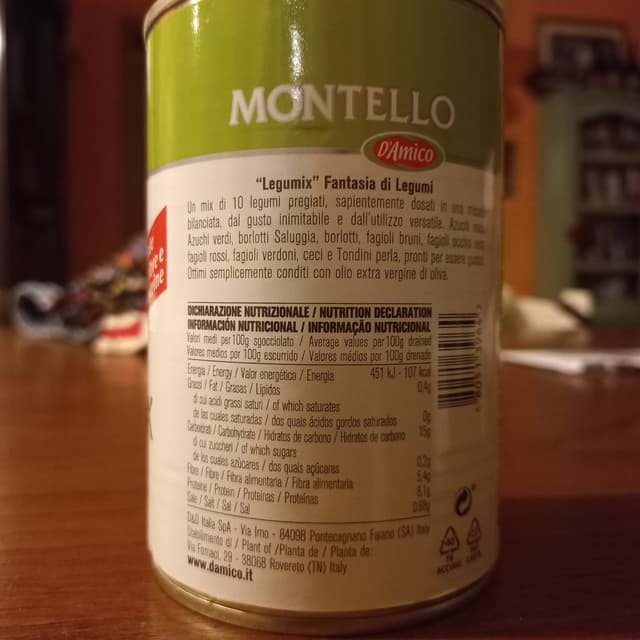 MONTELLO
D'Amico
"Legumix" Fantasia di Legumi
Un mix di 10 legumi pregiati, sapientemente dosati in una
bilanciata, dal gusto inimitabile e dall'utilizzo versatile. Azuchi
Azuchi verdi, borlotti Saluggia, borlotti, fagioli bruni, fagioli occhio
fagioli rossi, fagioli verdoni, ceci e Tondini perla, pronti per essere
Ottimi semplicemente conditi con olio extra vergine di oliva.
DICHIARAZIONE NUTRIZIONALE / NUTRITION DECLARATION
INFORMACIÓN NUTRICIONAL / INFORMAÇÃO NUTRICIONAL
Valori medi per100g sgocciolato / Average values per 100g drained
Valores medios por 100g escurrido / Valores médios por 100g drenado
Energia / Energy / Valor energético / Energia 451 kJ - 107 kcal
Grassi / Fat / Grasas / Lípidos 0,4g
di cui acidi grassi saturi / of which saturates
de las cuales saturadas / dos quais ácidos gordos saturados 0g
Carboidrati / Carbohydrate / Hidratos de carbono / Hidratos de carbono 15g
di cui zuccheri / of which sugars
de los cuales azúcares / dos quais açúcares 0,2g
Fibre / Fibre / Fibra alimentaria / Fibra alimentaria 5,4g
Proteine / Protein / Proteínas / Proteínas 8,1g
Sale / Salt / Sal / Sal 0,68g
D&D Italia SpA - Via Irno - 84098 Pontecagnano Faiano (SA) Italy
Stabilimento di / Plant of / Planta de / Planta de:
Via Fornaci, 29 - 38068 Rovereto (TN) Italy
www.damico.it